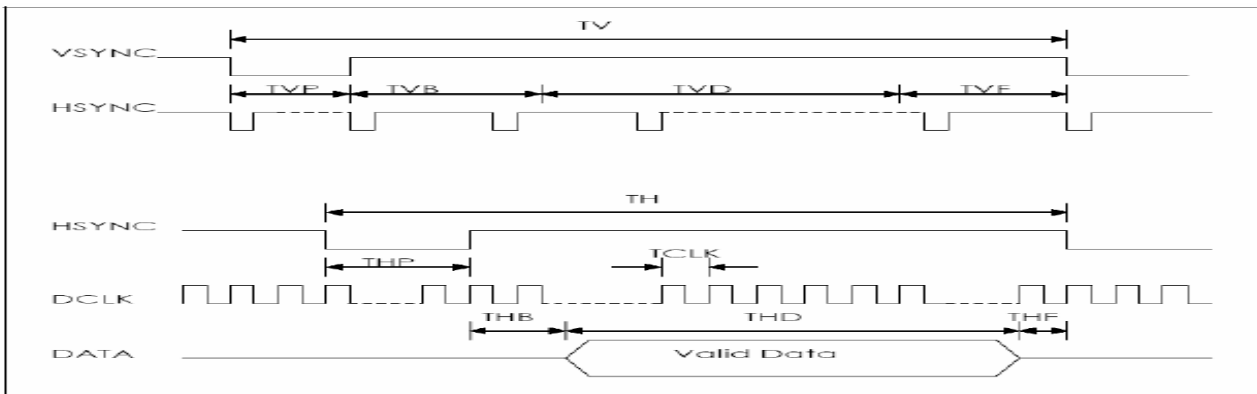 TV
VSYNC
TVP TVB TVD TVF
HSYNC
TH
HSYNC
THP TCLK
DCLK
THB THD THF
DATA Valid Data